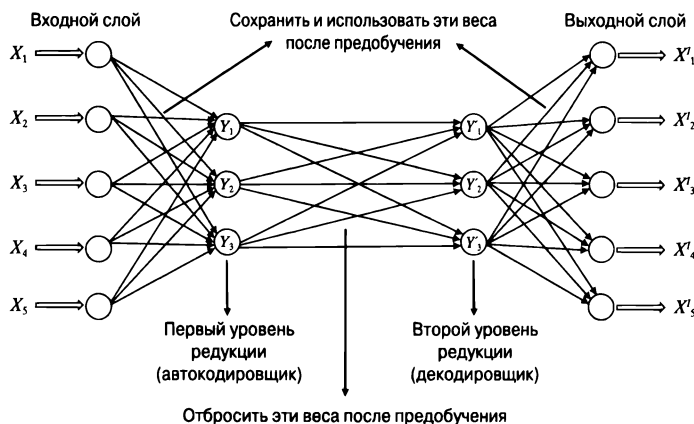 Входной слой
Сохранить и использовать эти веса
после предобучения
Выходной слой
X1
X2
X3
X4
X5
Y1
Y2
Y3
Y'1
Y'2
Y'3
X'1
X'2
X'3
X'4
X'5
Первый уровень
редукции
(автокодировщик)
Второй уровень
редукции
(декодировщик)
Отбросить эти веса после предобучения